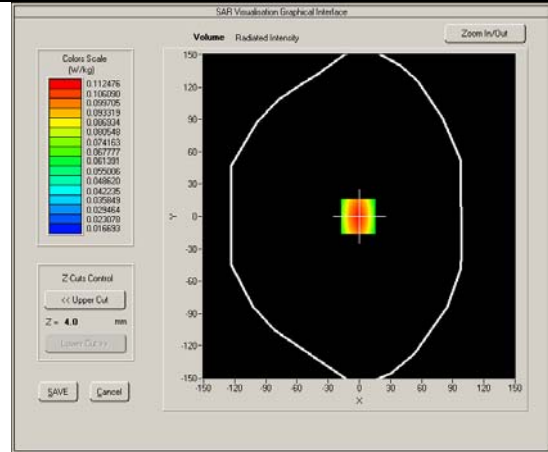 SAR Visualisation Graphical Interface
Volume Radiated Intensity
Zoom In/Out
Colors Scale
(W/kg)
0.112476
0.106090
0.099705
0.093319
0.086934
0.080548
0.074163
0.067777
0.061391
0.055006
0.048620
0.042235
0.035849
0.029464
0.023078
0.016693
Z Cuts Control
<< Upper Cut
Z = 4.0 mm
Lower Cut >>
SAVE Cancel
Y
150-
120-
90-
60-
30-
0-
-30-
-60-
-90-
-120-
-150-
-150 -120 -90 -60 -30 0 30 60 90 120 150
X